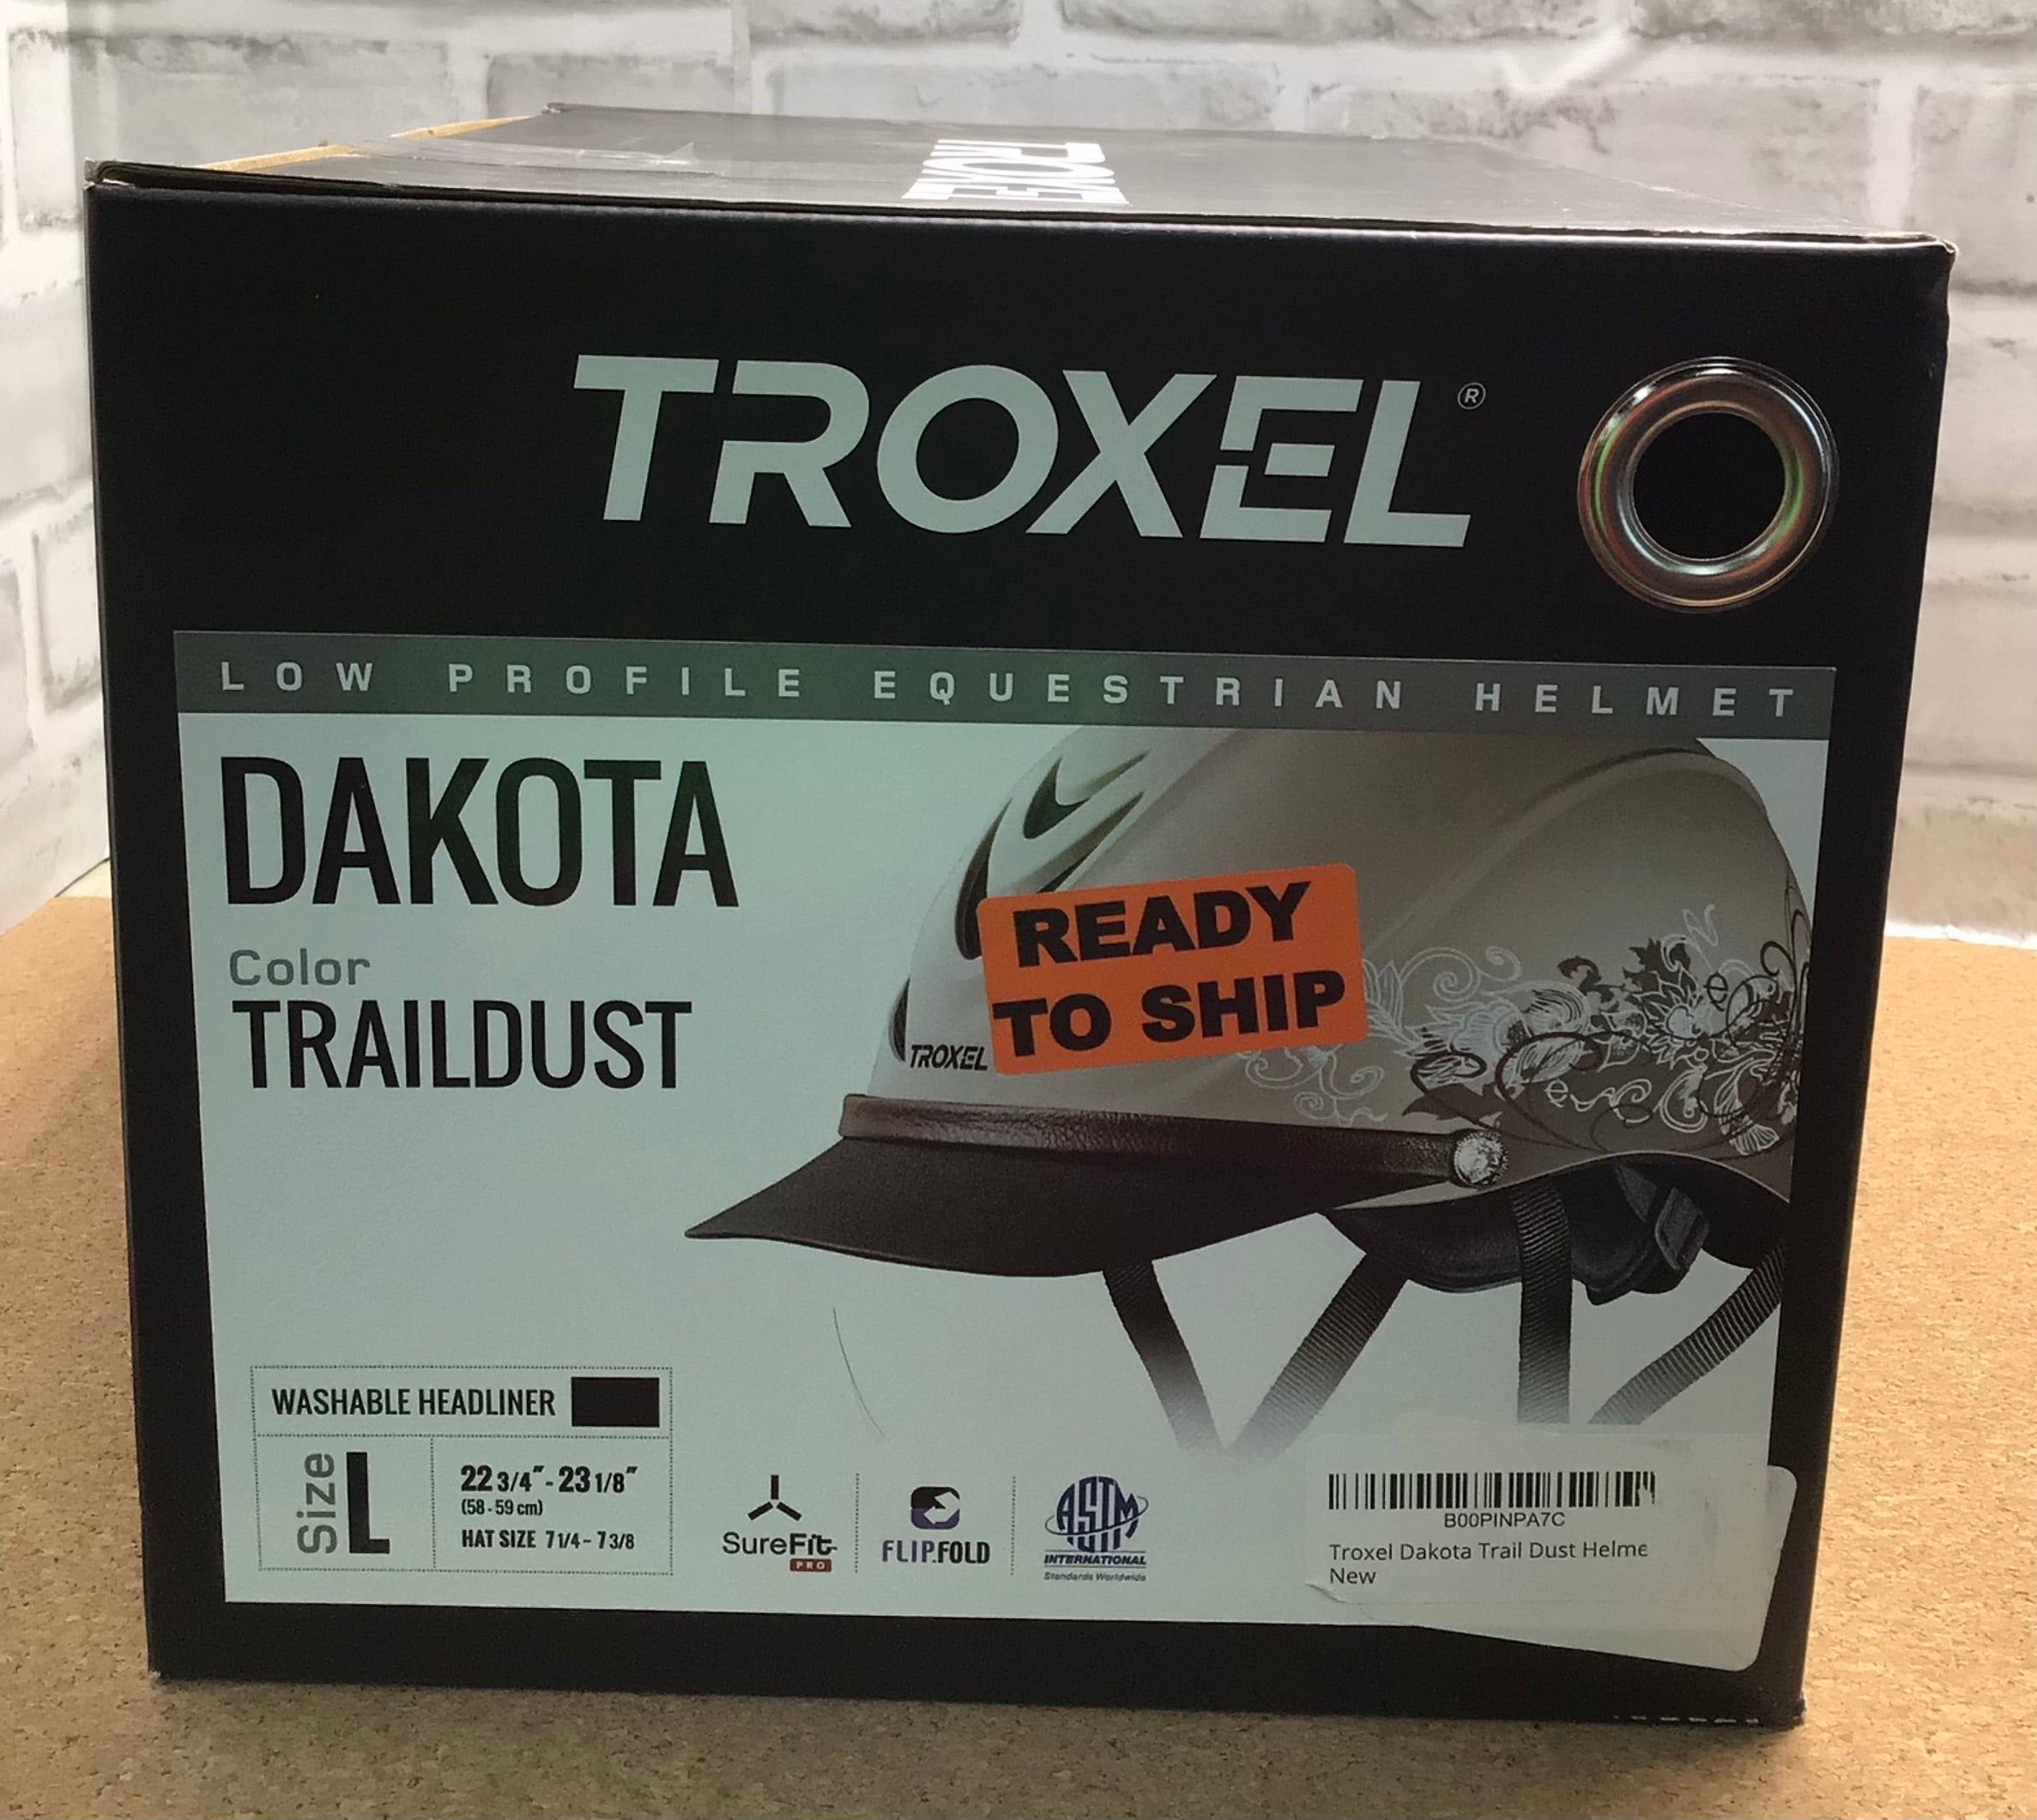 TROXEL
TROXEL®
LOW PROFILE EQUESTRIAN HELMET
DAKOTA
Color
TRAILDUST
READY
TO SHIP
TROXEL
WASHABLE HEADLINER
Size L
22 3/4" - 23 1/8"
(58 - 59 cm)
HAT SIZE 7 1/4 - 7 3/8
SureFit
PRO
FLIP.FOLD
ASTM
INTERNATIONAL
Standards Worldwide
B00PINPA7C
Troxel Dakota Trail Dust Helme
New